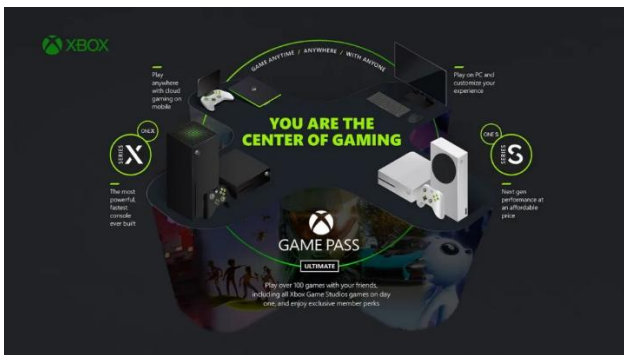 XBOX
GAME ANYTIME / ANYWHERE / WITH ANYONE
Play
anywhere
with cloud
gaming on
mobile
Play on PC and
customize your
experience
YOU ARE THE
CENTER OF GAMING
ONE X
SERIES X
ONE S
SERIES S
The most
powerful,
fastest
console
ever built
Next gen
performance at
an affordable
price
GAME PASS
ULTIMATE
Play over 100 games with your friends,
including all Xbox Game Studios games on day
one, and enjoy exclusive member perks